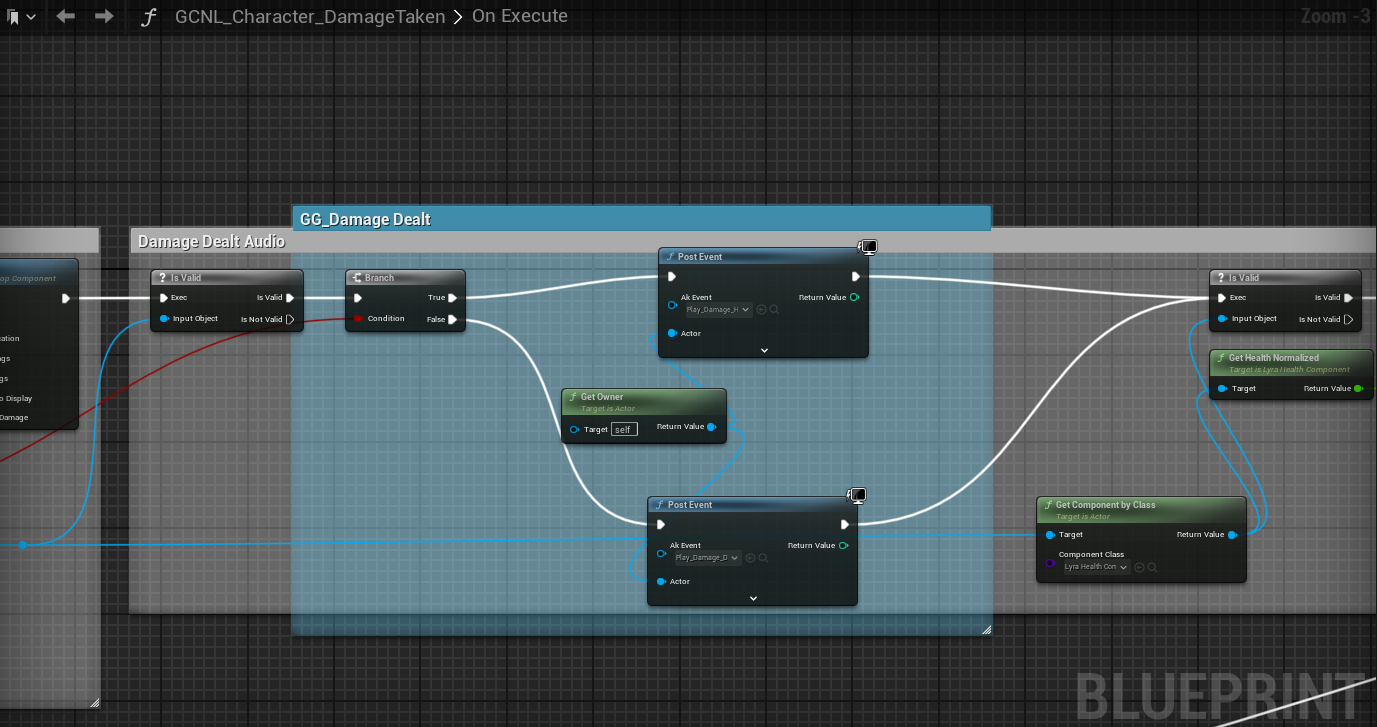 GCNL_Character_DamageTaken > On Execute
Zoom -3
GG_Damage Dealt
Damage Dealt Audio
op Component
cation
ngs
gs
o Display
Damage
Is Valid
Exec
Is Valid
Input Object
Is Not Valid
Branch
True
Condition
False
Post Event
Ak Event
Play_Damage_H
Return Value
Actor
Get Owner
Target is Actor
Target
self
Return Value
Post Event
Ak Event
Play_Damage_D
Return Value
Actor
Is Valid
Exec
Is Valid
Input Object
Is Not Valid
Get Health Normalized
Target is Lyra Health Component
Target
Return Value
Get Component by Class
Target is Actor
Target
Return Value
Component Class
Lyra Health Con
BLUEPRINT